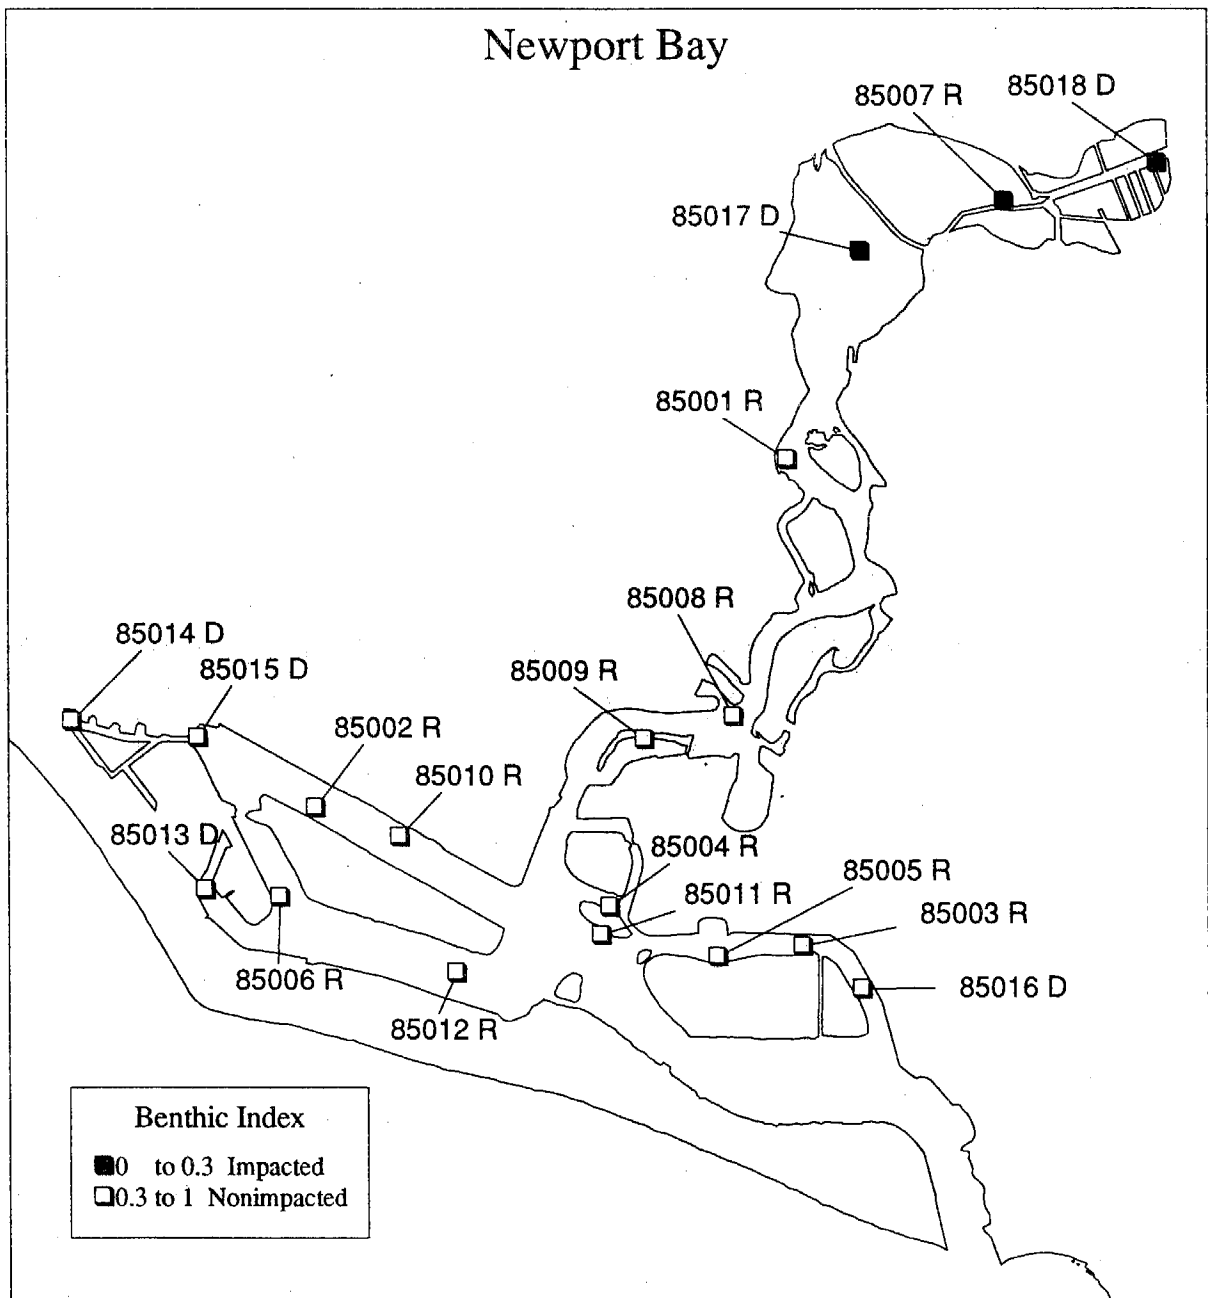 Newport Bay
85018 D
85007 R
85017 D
85001 R
85008 R
85014 D
85015 D
85009 R
85002 R
85010 R
85013 D
85004 R
85005 R
85011 R
85003 R
85006 R
85016 D
85012 R
Benthic Index
0 to 0.3 Impacted
0.3 to 1 Nonimpacted